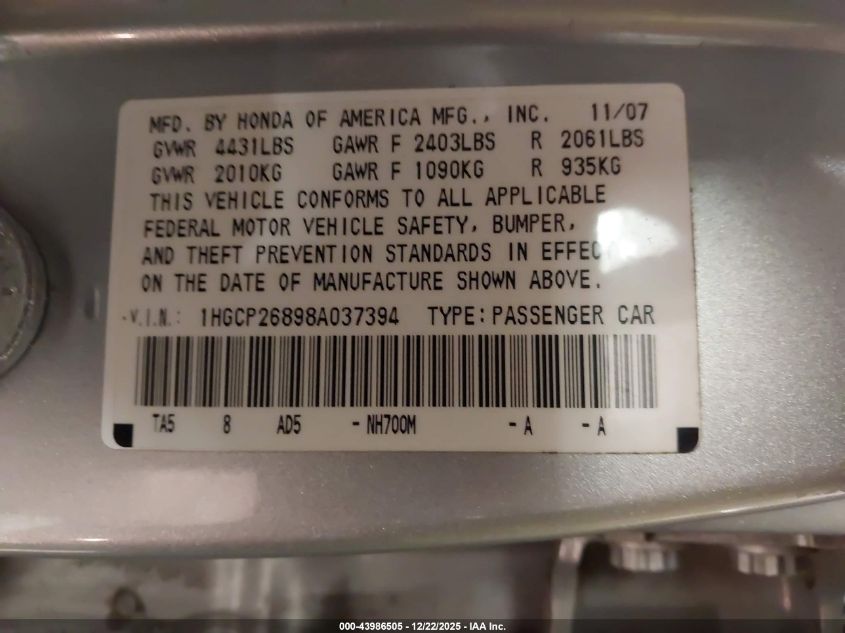 MFD. BY HONDA OF AMERICA MFG., INC. 11/07
GVWR 4431LBS GAWR F 2403LBS R 2061LBS
GVWR 2010KG GAWR F 1090KG R 935KG
THIS VEHICLE CONFORMS TO ALL APPLICABLE
FEDERAL MOTOR VEHICLE SAFETY, BUMPER,
AND THEFT PREVENTION STANDARDS IN EFFECT
ON THE DATE OF MANUFACTURE SHOWN ABOVE.
V.I.N.: 1HGCP26898A037394 TYPE: PASSENGER CAR
TA5 8 AD5 - NH700M - A - A
000-43986505 - 12/22/2025 - IAA Inc.